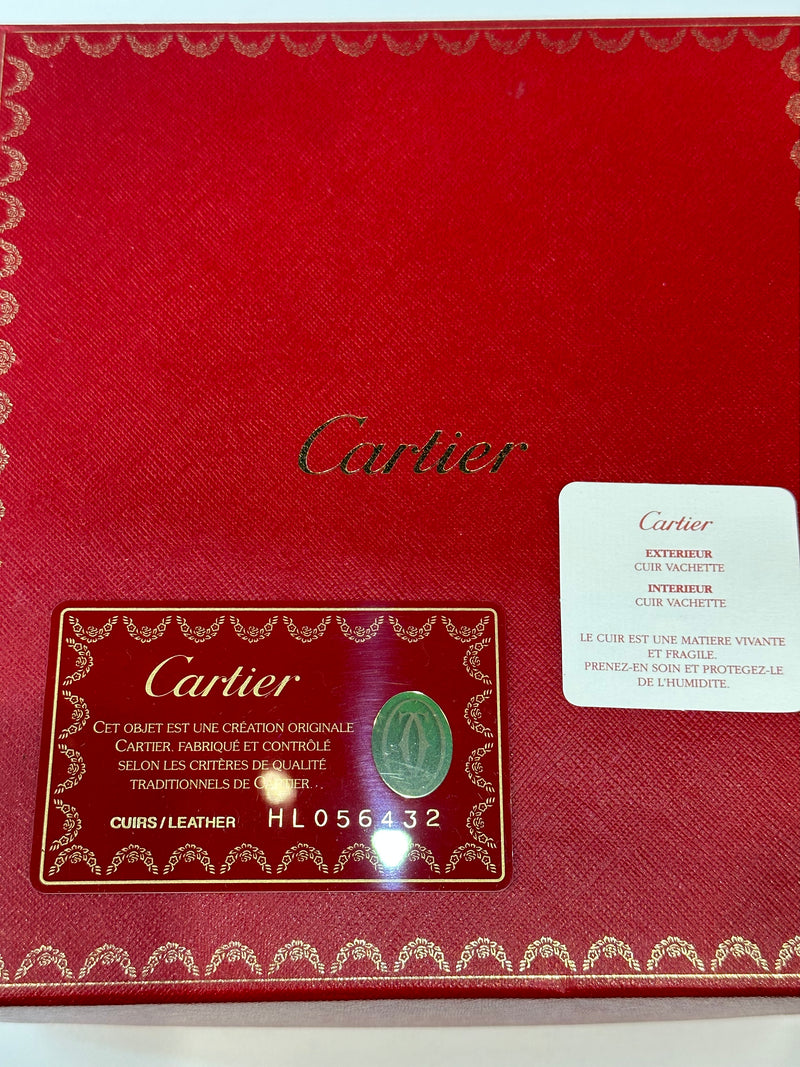 Cartier
Cartier
EXTERIEUR
CUIR VACHETTE
INTERIEUR
CUIR VACHETTE
LE CUIR EST UNE MATIERE VIVANTE
ET FRAGILE.
PRENEZ-EN SOIN ET PROTEGEZ-LE
DE L'HUMIDITE.
Cartier
CET OBJET EST UNE CRÉATION ORIGINALE
CARTIER, FABRIQUÉ ET CONTRÔLÉ
SELON LES CRITÈRES DE QUALITÉ
TRADITIONNELS DE CARTIER...
CUIRS/LEATHER HL056432